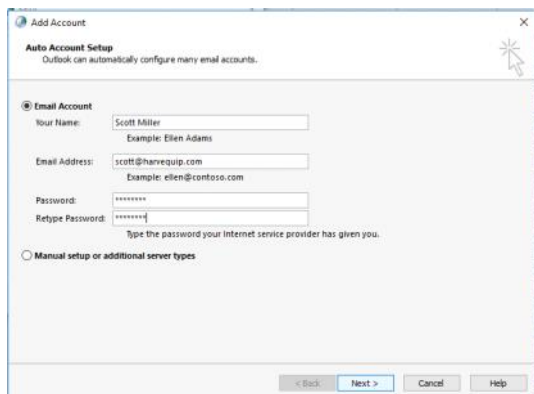 Add Account
Auto Account Setup
Outlook can automatically configure many email accounts.
Email Account
Your Name: Scott Miller
Example: Ellen Adams
Email Address: scott@harvequip.com
Example: ellen@contoso.com
Password: ********
Retype Password: ********
Type the password your Internet service provider has given you.
Manual setup or additional server types
< Back Next > Cancel Help